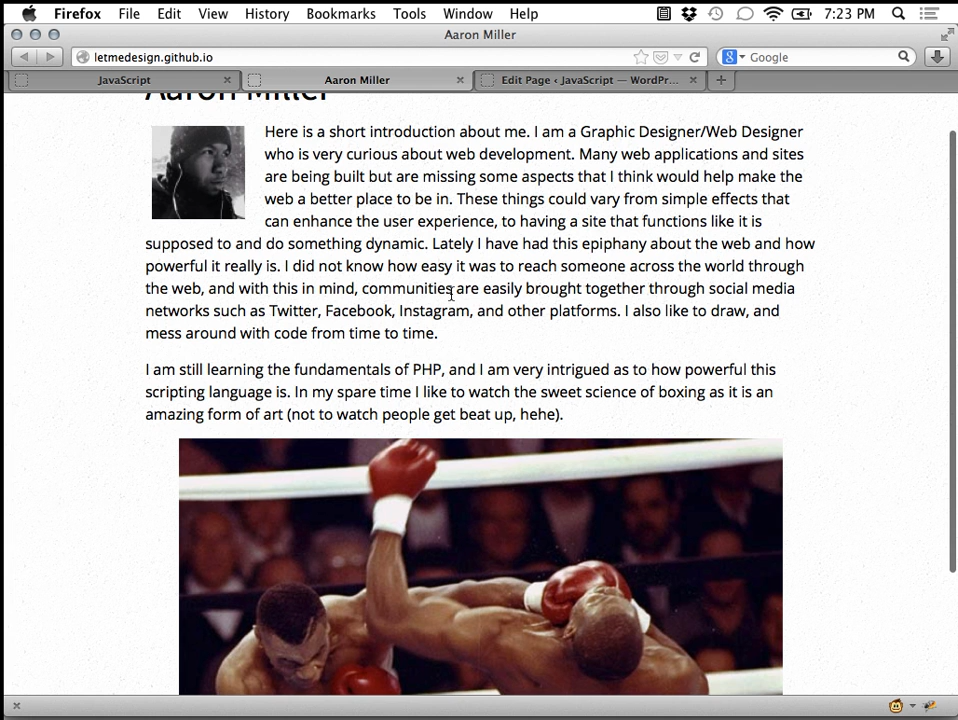 Firefox File Edit View History Bookmarks Tools Window Help 7:23 PM
Aaron Miller
letmedesign.github.io Google
JavaScript Aaron Miller Edit Page ‹ JavaScript — WordPr...
Aaron Miller
Here is a short introduction about me. I am a Graphic Designer/Web Designer
who is very curious about web development. Many web applications and sites
are being built but are missing some aspects that I think would help make the
web a better place to be in. These things could vary from simple effects that
can enhance the user experience, to having a site that functions like it is
supposed to and do something dynamic. Lately I have had this epiphany about the web and how
powerful it really is. I did not know how easy it was to reach someone across the world through
the web, and with this in mind, communities are easily brought together through social media
networks such as Twitter, Facebook, Instagram, and other platforms. I also like to draw, and
mess around with code from time to time.
I am still learning the fundamentals of PHP, and I am very intrigued as to how powerful this
scripting language is. In my spare time I like to watch the sweet science of boxing as it is an
amazing form of art (not to watch people get beat up, hehe).